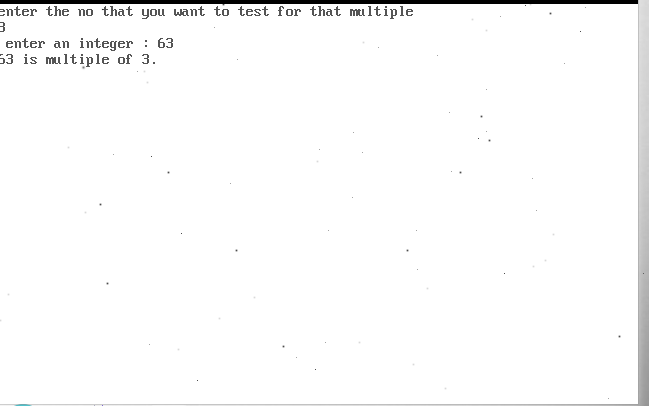 enter the no that you want to test for that multiple
3
enter an integer : 63
63 is multiple of 3.